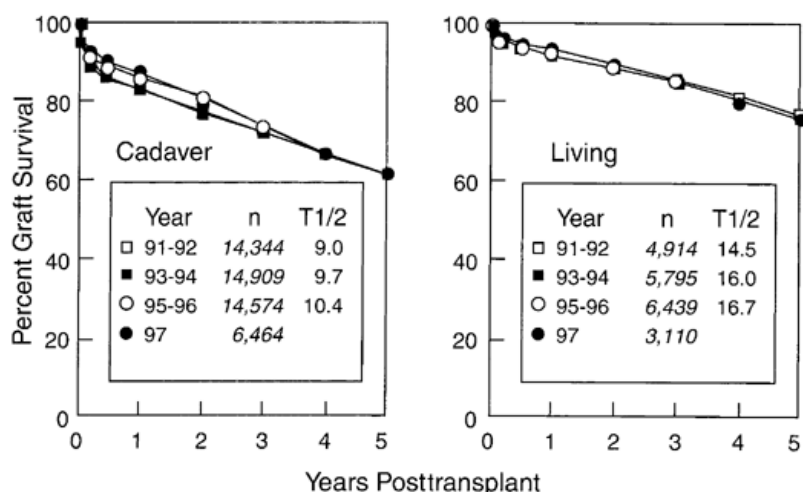 Percent Graft Survival
100
80
60
40
20
0
Cadaver
Year n T1/2
91-92 14,344 9.0
93-94 14,909 9.7
95-96 14,574 10.4
97 6,464
0 1 2 3 4 5
100
80
60
40
20
0
Living
Year n T1/2
91-92 4,914 14.5
93-94 5,795 16.0
95-96 6,439 16.7
97 3,110
0 1 2 3 4 5
Years Posttransplant